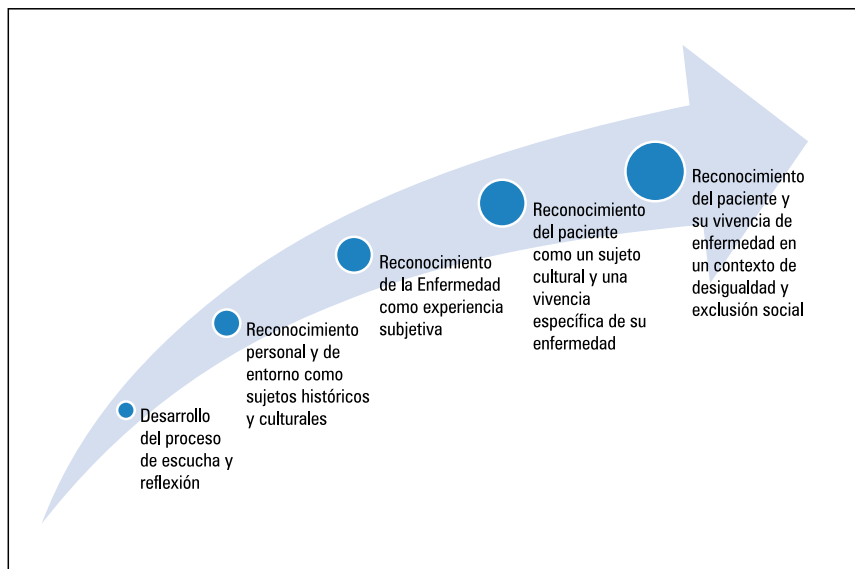 Desarrollo
del proceso
de escucha y
reflexión
Reconocimiento
personal y de
entorno como
sujetos históricos
y culturales
Reconocimiento
de la Enfermedad
como experiencia
subjetiva
Reconocimiento
del paciente
como un sujeto
cultural y una
vivencia
específica de su
enfermedad
Reconocimiento
del paciente y
su vivencia de
enfermedad en
un contexto de
desigualdad y
exclusión social